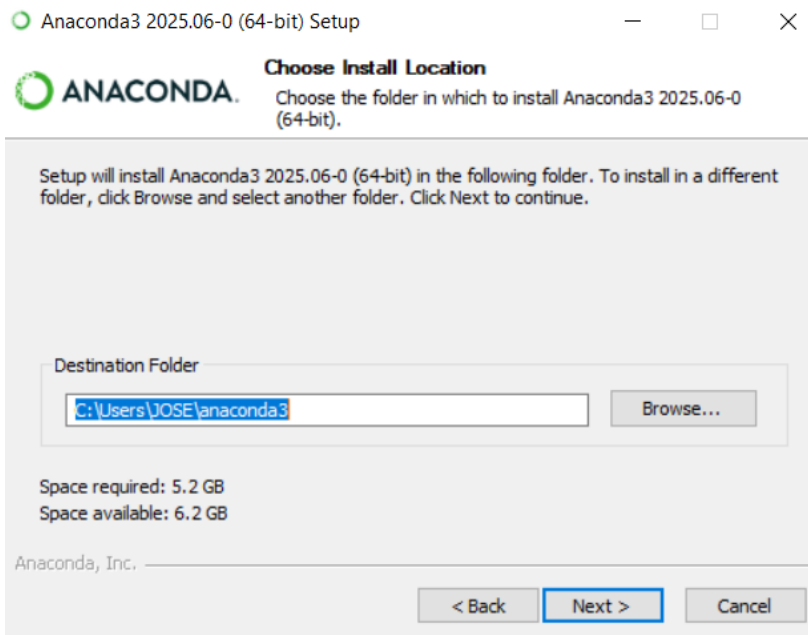 Anaconda3 2025.06-0 (64-bit) Setup
ANACONDA.
Choose Install Location
Choose the folder in which to install Anaconda3 2025.06-0
(64-bit).
Setup will install Anaconda3 2025.06-0 (64-bit) in the following folder. To install in a different
folder, click Browse and select another folder. Click Next to continue.
Destination Folder
C:\Users\JOSE\anaconda3
Browse...
Space required: 5.2 GB
Space available: 6.2 GB
Anaconda, Inc.
< Back
Next >
Cancel